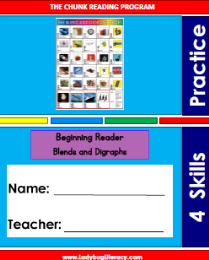 THE CHUNK READING PROGRAM
Practice
Beginning Reader
Blends and Digraphs
4 Skills
Name:
Teacher:
www.Ladybugliteracy.com